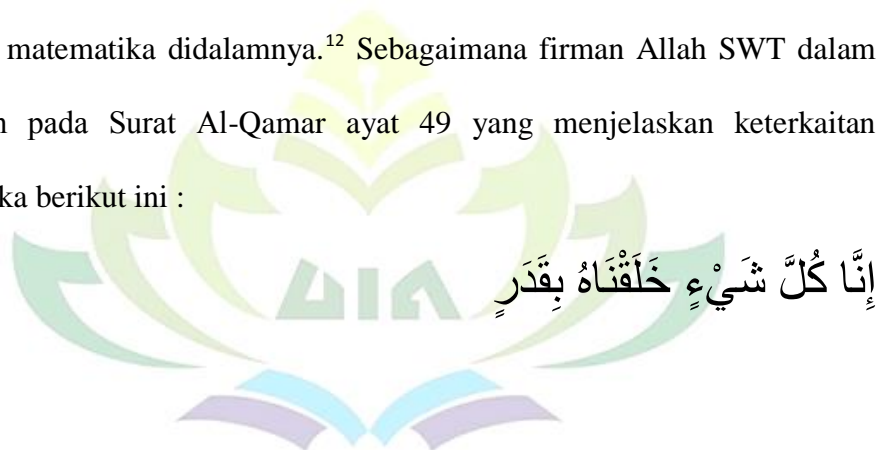 matematika didalamnya.12 Sebagaimana firman Allah SWT dalam
pada Surat Al-Qamar ayat 49 yang menjelaskan keterkaitan
berikut ini :
إِنَّا كُلَّ شَيْءٍ خَلَقْنَاهُ بِقَدَرٍ
UIN